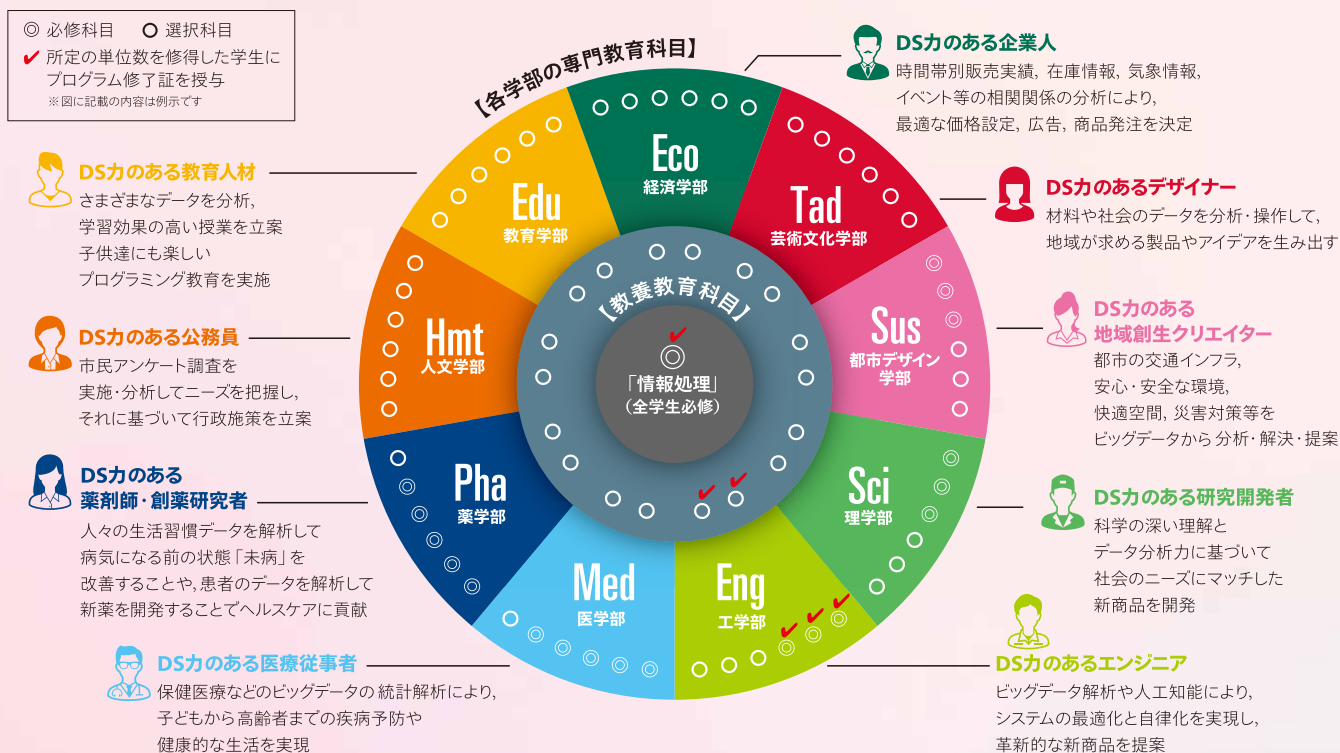 ◎ 必修科目 ○ 選択科目
✔ 所定の単位数を修得した学生に
プログラム修了証を授与
※図に記載の内容は例示です
【各学部の専門教育科目】
DS力のある企業人
時間帯別販売実績, 在庫情報, 気象情報,
イベント等の相関関係の分析により,
最適な価格設定, 広告, 商品発注を決定
DS力のある教育人材
さまざまなデータを分析,
学習効果の高い授業を立案
子供達にも楽しい
プログラミング教育を実施
DS力のあるデザイナー
材料や社会のデータを分析・操作して,
地域が求める製品やアイデアを生み出す
DS力のある公務員
市民アンケート調査を
実施・分析してニーズを把握し,
それに基づいて行政施策を立案
DS力のある
地域創生クリエイター
都市の交通インフラ,
安心・安全な環境,
快適空間, 災害対策等を
ビッグデータから分析・解決・提案
DS力のある
薬剤師・創薬研究者
人々の生活習慣データを解析して
病気になる前の状態「未病」を
改善することや, 患者のデータを解析して
新薬を開発することでヘルスケアに貢献
DS力のある研究開発者
科学の深い理解と
データ分析力に基づいて
社会のニーズにマッチした
新商品を開発
DS力のある医療従事者
保健医療などのビッグデータの統計解析により,
子どもから高齢者までの疾病予防や
健康的な生活を実現
DS力のあるエンジニア
ビッグデータ解析や人工知能により,
システムの最適化と自律化を実現し,
革新的な新商品を提案
Eco
経済学部
Tad
芸術文化学部
Sus
都市デザイン
学部
Sci
理学部
Eng
工学部
Med
医学部
Pha
薬学部
Hmt
人文学部
Edu
教育学部
【教養教育科目】
「情報処理」
（全学生必修）